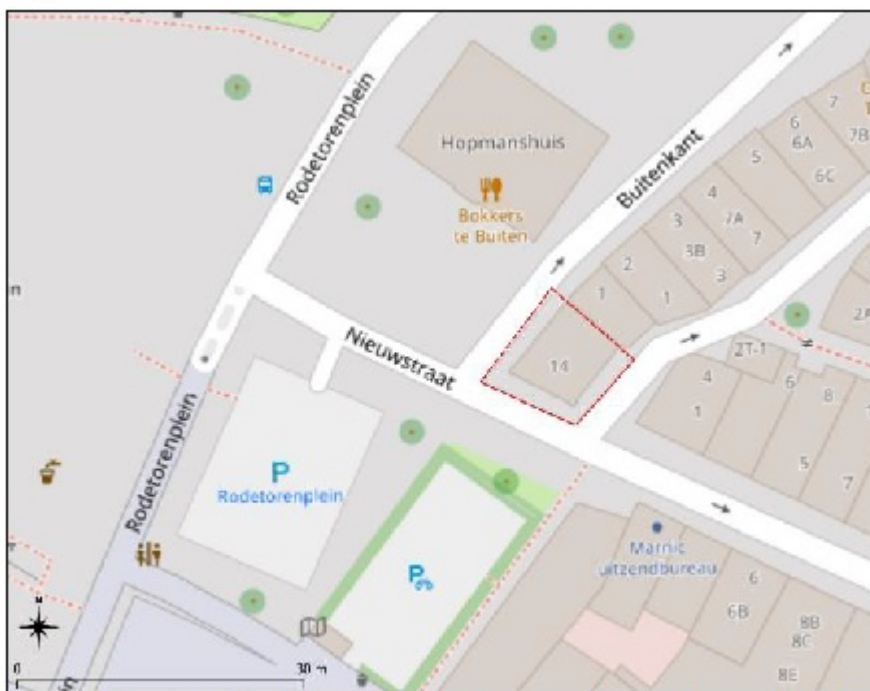 Rodetorenplein
Hopmanshuis
Bokkers
te Buiten
Buitenkant
7
6
6A
7B
5
6C
4
7A
3
7
3B
2
3
1
1
14
Nieuwstraat
2T-1
4
6
8
1
5
7
P
Rodetorenplein
Rodetorenplein
P
Marnic
uitzendbureau
6
6B
8B
8C
8E
N
0
30 m